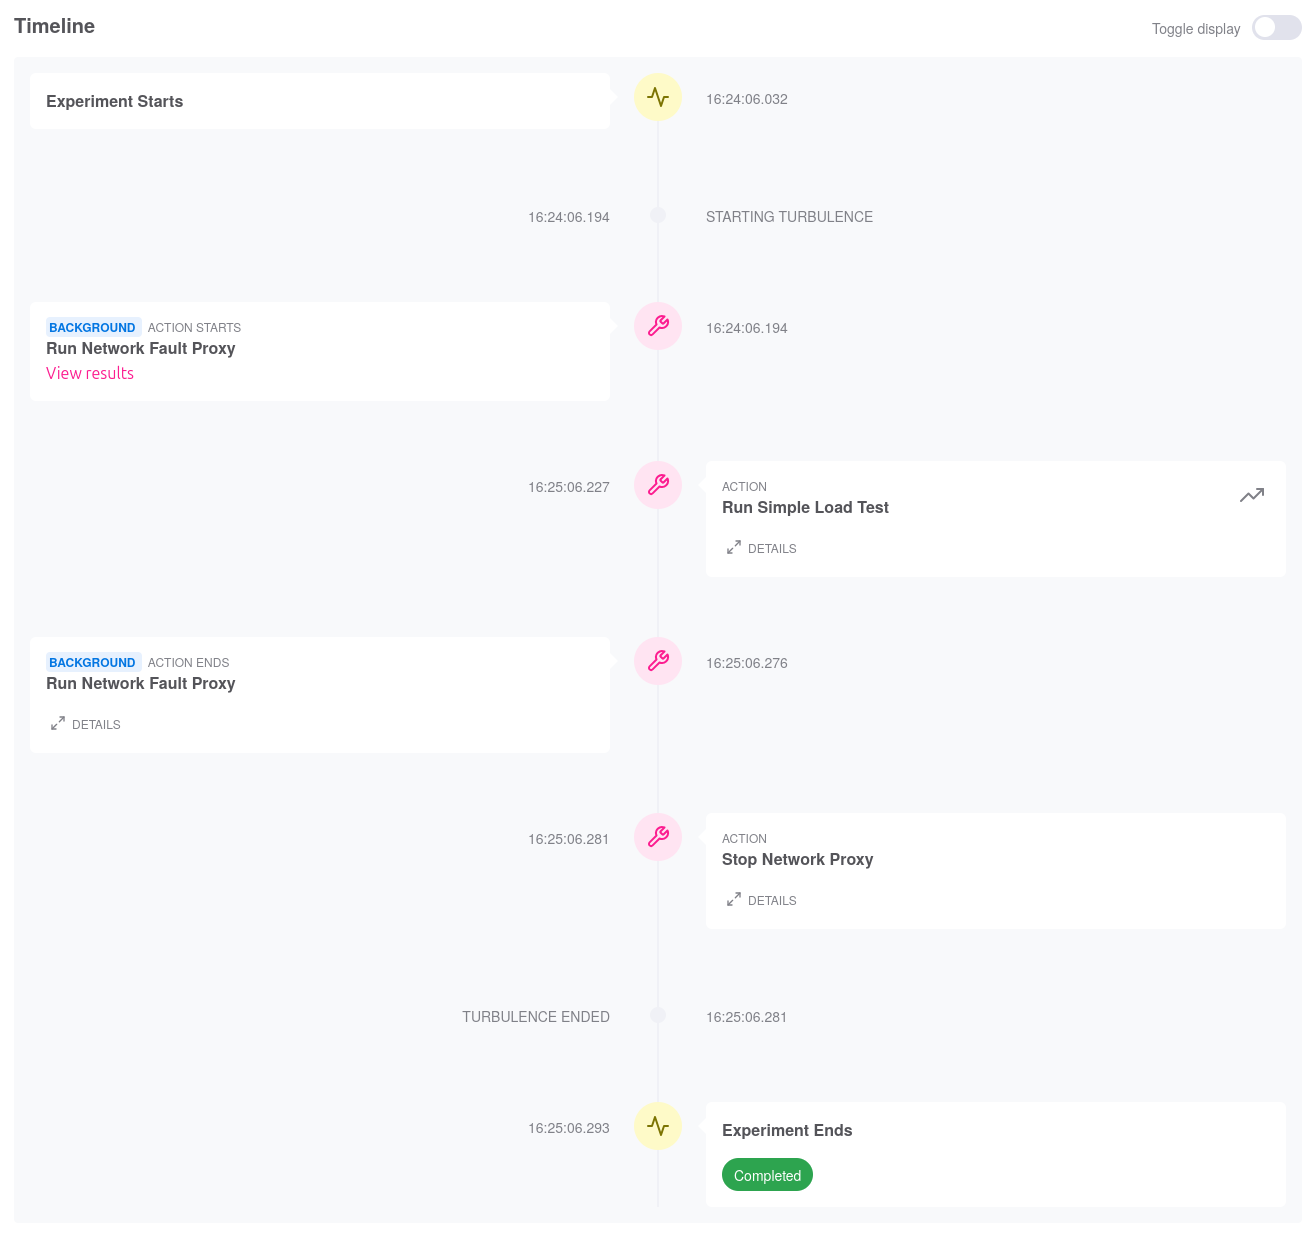 Timeline
Toggle display
Experiment Starts
16:24:06.032
16:24:06.194
STARTING TURBULENCE
BACKGROUND ACTION STARTS
Run Network Fault Proxy
View results
16:24:06.194
16:25:06.227
ACTION
Run Simple Load Test
DETAILS
BACKGROUND ACTION ENDS
Run Network Fault Proxy
DETAILS
16:25:06.276
16:25:06.281
ACTION
Stop Network Proxy
DETAILS
TURBULENCE ENDED
16:25:06.281
16:25:06.293
Experiment Ends
Completed